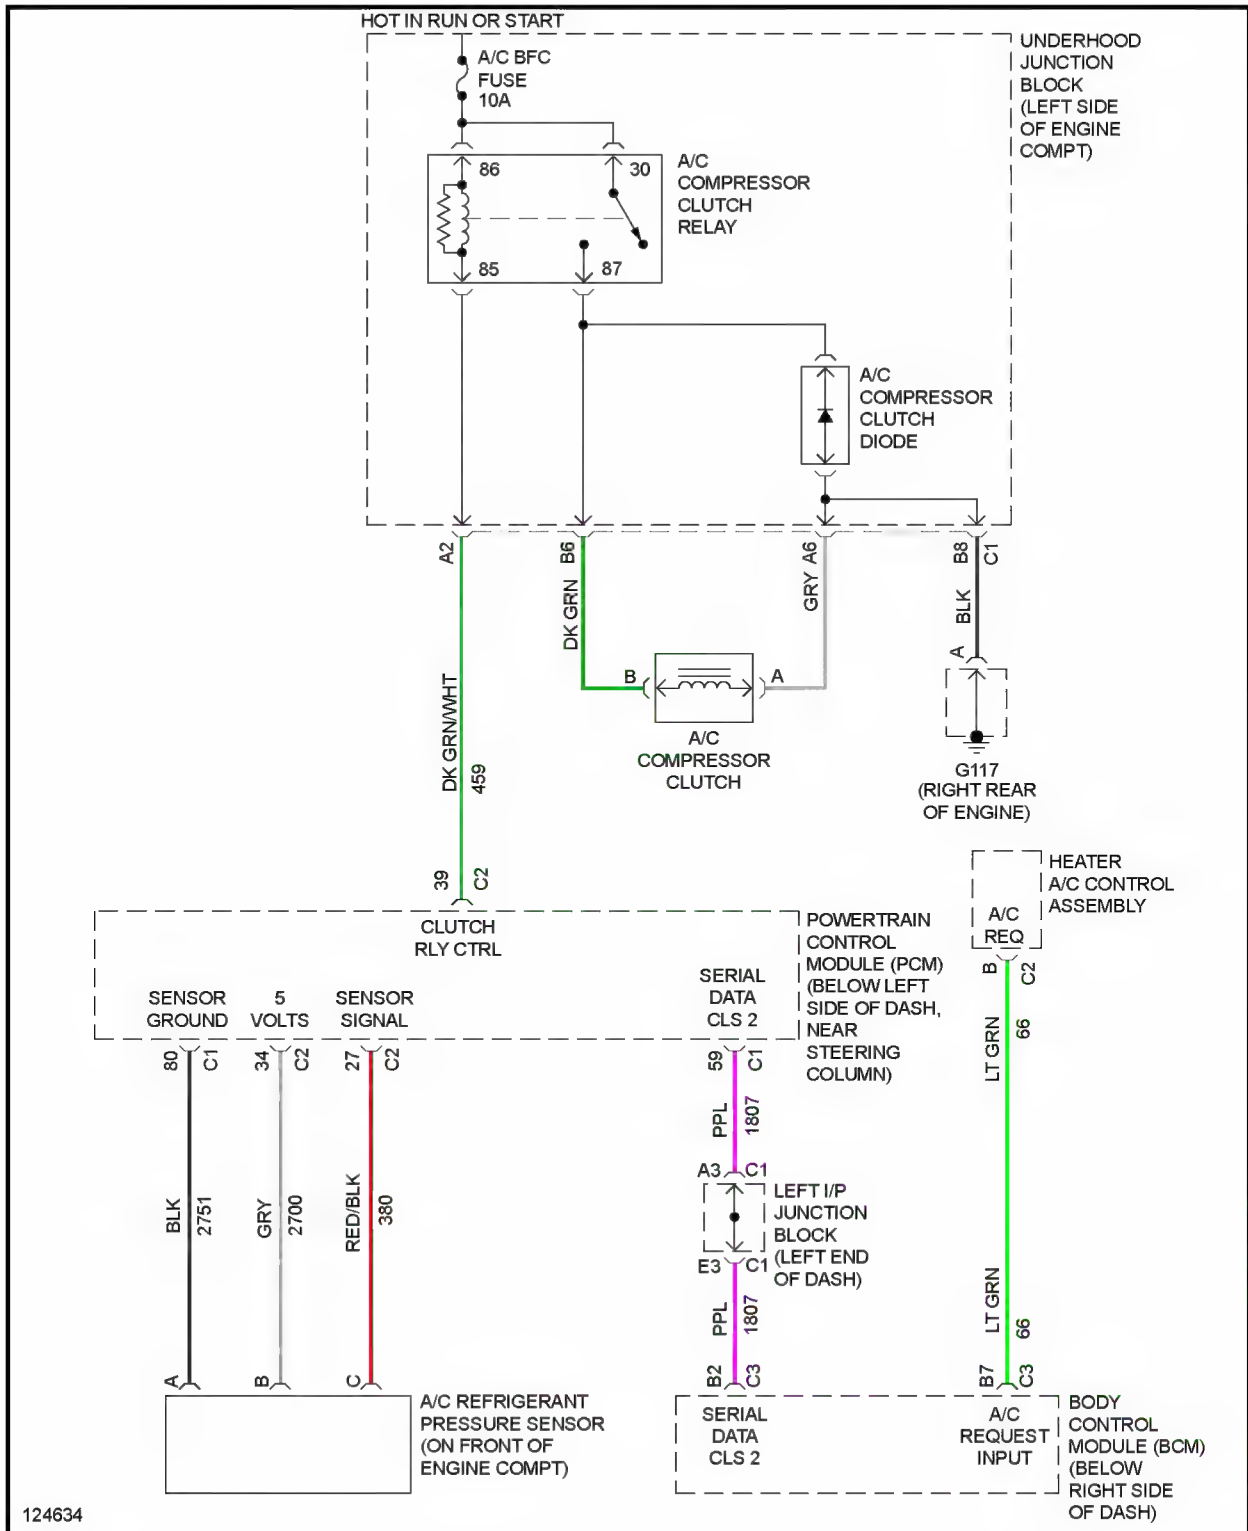 HOT IN RUN OR START
A/C BFC
FUSE
10A
UNDERHOOD
JUNCTION
BLOCK
(LEFT SIDE
OF ENGINE
COMPT)
86
30
A/C
COMPRESSOR
CLUTCH
RELAY
85
87
A/C
COMPRESSOR
CLUTCH
DIODE
A2
B6
A6
B8
C1
DK GRN
GRY
BLK
A
B
A
A/C
COMPRESSOR
CLUTCH
G117
(RIGHT REAR
OF ENGINE)
DK GRN/WHT
459
39
C2
HEATER
A/C CONTROL
ASSEMBLY
A/C
REQ
B
C2
CLUTCH
RLY CTRL
POWERTRAIN
CONTROL
MODULE (PCM)
(BELOW LEFT
SIDE OF DASH,
NEAR
STEERING
COLUMN)
SENSOR
GROUND
5
VOLTS
SENSOR
SIGNAL
SERIAL
DATA
CLS 2
80
C1
34
C2
27
C2
59
C1
LT GRN
66
PPL
1807
BLK
2751
GRY
2700
RED/BLK
380
A3
C1
LEFT I/P
JUNCTION
BLOCK
(LEFT END
OF DASH)
E3
C1
PPL
1807
LT GRN
66
A
B
C
B2
C3
B7
C3
A/C REFRIGERANT
PRESSURE SENSOR
(ON FRONT OF
ENGINE COMPT)
SERIAL
DATA
CLS 2
A/C
REQUEST
INPUT
BODY
CONTROL
MODULE (BCM)
(BELOW
RIGHT SIDE
OF DASH)
124634